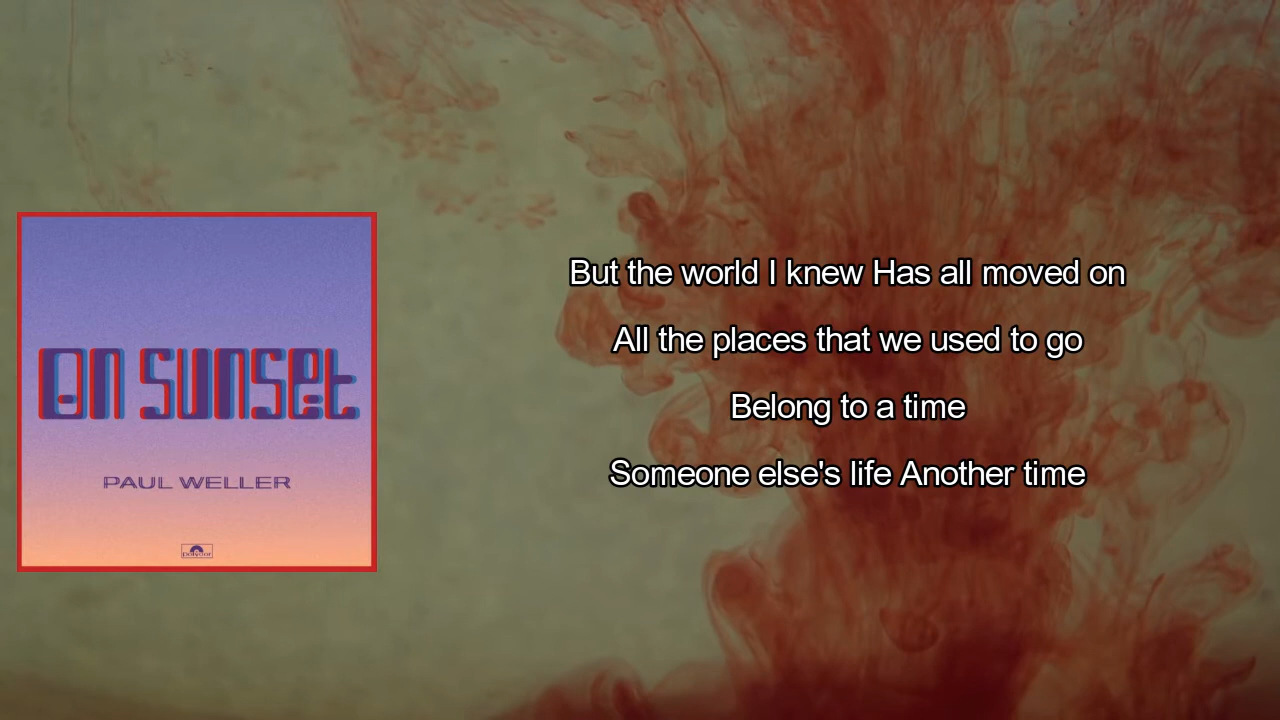 On Sunset
PAUL WELLER
polydor
But the world I knew Has all moved on
All the places that we used to go
Belong to a time
Someone else's life Another time